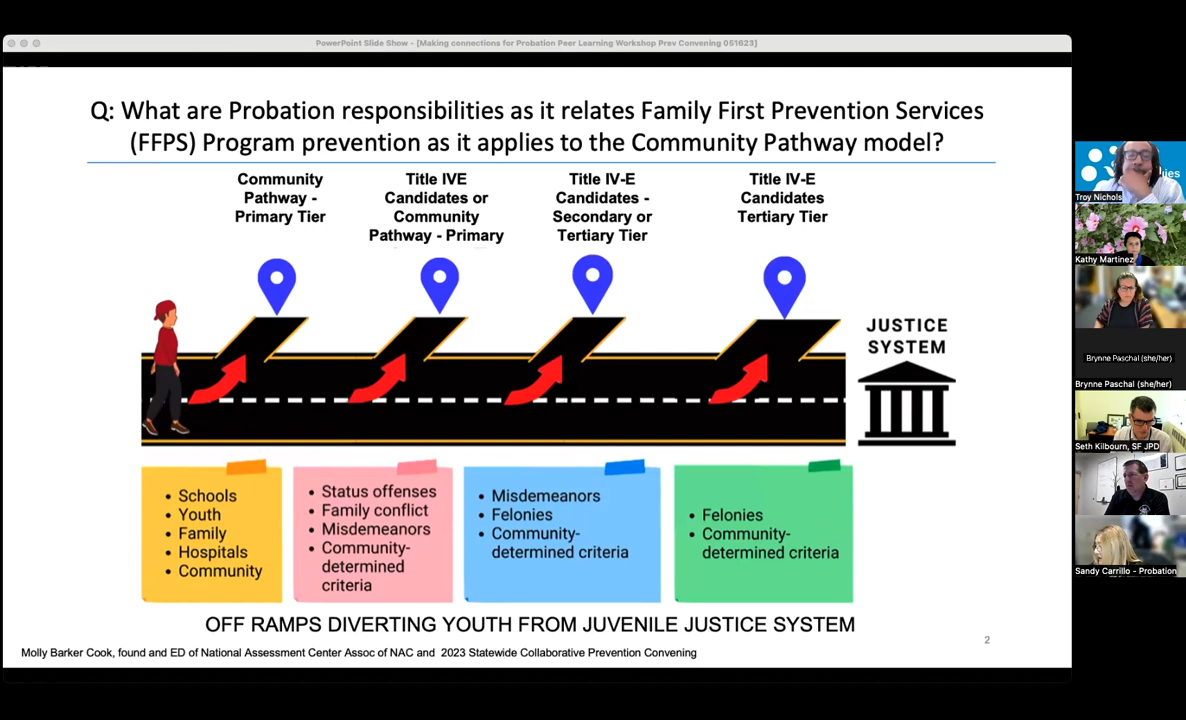 PowerPoint Slide Show - [Making connections for Probation Peer Learning Workshop Prev Convening 051623]
Q: What are Probation responsibilities as it relates Family First Prevention Services
(FFPS) Program prevention as it applies to the Community Pathway model?
Community
Pathway -
Primary Tier
Title IVE
Candidates or
Community
Pathway - Primary
Title IV-E
Candidates -
Secondary or
Tertiary Tier
Title IV-E
Candidates
Tertiary Tier
JUSTICE
SYSTEM
• Schools
• Youth
• Family
• Hospitals
• Community
• Status offenses
• Family conflict
• Misdemeanors
• Community-
determined
criteria
• Misdemeanors
• Felonies
• Community-
determined criteria
• Felonies
• Community-
determined criteria
OFF RAMPS DIVERTING YOUTH FROM JUVENILE JUSTICE SYSTEM
2
Molly Barker Cook, found and ED of National Assessment Center Assoc of NAC and 2023 Statewide Collaborative Prevention Convening
Troy Nichols
Kathy Martinez
Brynne Paschal (she/her)
Brynne Paschal (she/her)
Seth Kilbourn, SF JPD
Sandy Carrillo - Probation